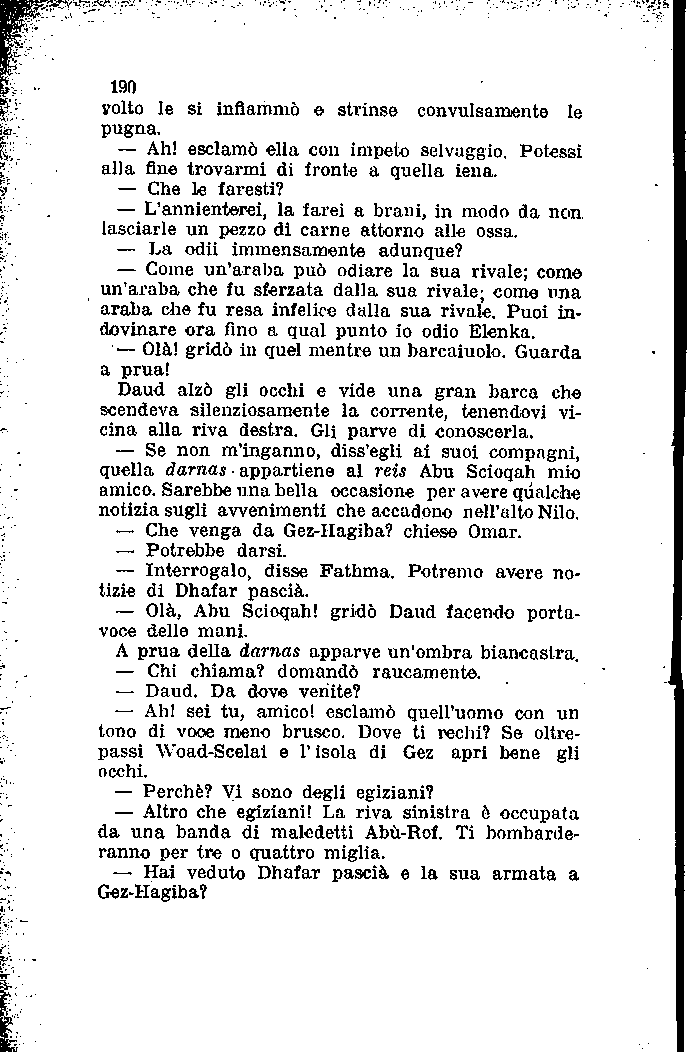 190
volto le si infiammò e strinse convulsamente le
pugna.
— Ah! esclamò ella con impeto selvaggio. Potessi
alla fine trovarmi di fronte a quella iena.
— Che le faresti?
— L'annienterei, la farei a brani, in modo da non
lasciarle un pezzo di carne attorno alle ossa.
— La odii immensamente adunque?
— Come un'araba può odiare la sua rivale; come
un'araba che fu sferzata dalla sua rivale; come una
araba che fu resa infelice dalla sua rivale. Puoi in-
dovinare ora fino a qual punto io odio Elenka.
— Olà! gridò in quel mentre un barcaiuolo. Guarda
a prua!
Daud alzò gli occhi e vide una gran barca che
scendeva silenziosamente la corrente, tenendovi vi-
cina alla riva destra. Gli parve di conoscerla.
— Se non m'inganno, diss'egli ai suoi compagni,
quella darnas appartiene al reis Abu Scioqah mio
amico. Sarebbe una bella occasione per avere qualche
notizia sugli avvenimenti che accadono nell'alto Nilo.
— Che venga da Gez-Hagiba? chiese Omar.
— Potrebbe darsi.
— Interrogalo, disse Fathma. Potremo avere no-
tizie di Dhafar pascià.
— Olà, Abu Scioqah! gridò Daud facendo porta-
voce delle mani.
A prua della darnas apparve un'ombra biancastra.
— Chi chiama? domandò raucamente.
— Daud. Da dove venite?
— Ah! sei tu, amico! esclamò quell'uomo con un
tono di voce meno brusco. Dove ti rechi? Se oltre-
passi Woad-Scelai e l'isola di Gez apri bene gli
occhi.
— Perchè? Vi sono degli egiziani?
— Altro che egiziani! La riva sinistra è occupata
da una banda di maledetti Abù-Rof. Ti bombarde-
ranno per tre o quattro miglia.
— Hai veduto Dhafar pascià e la sua armata a
Gez-Hagiba?